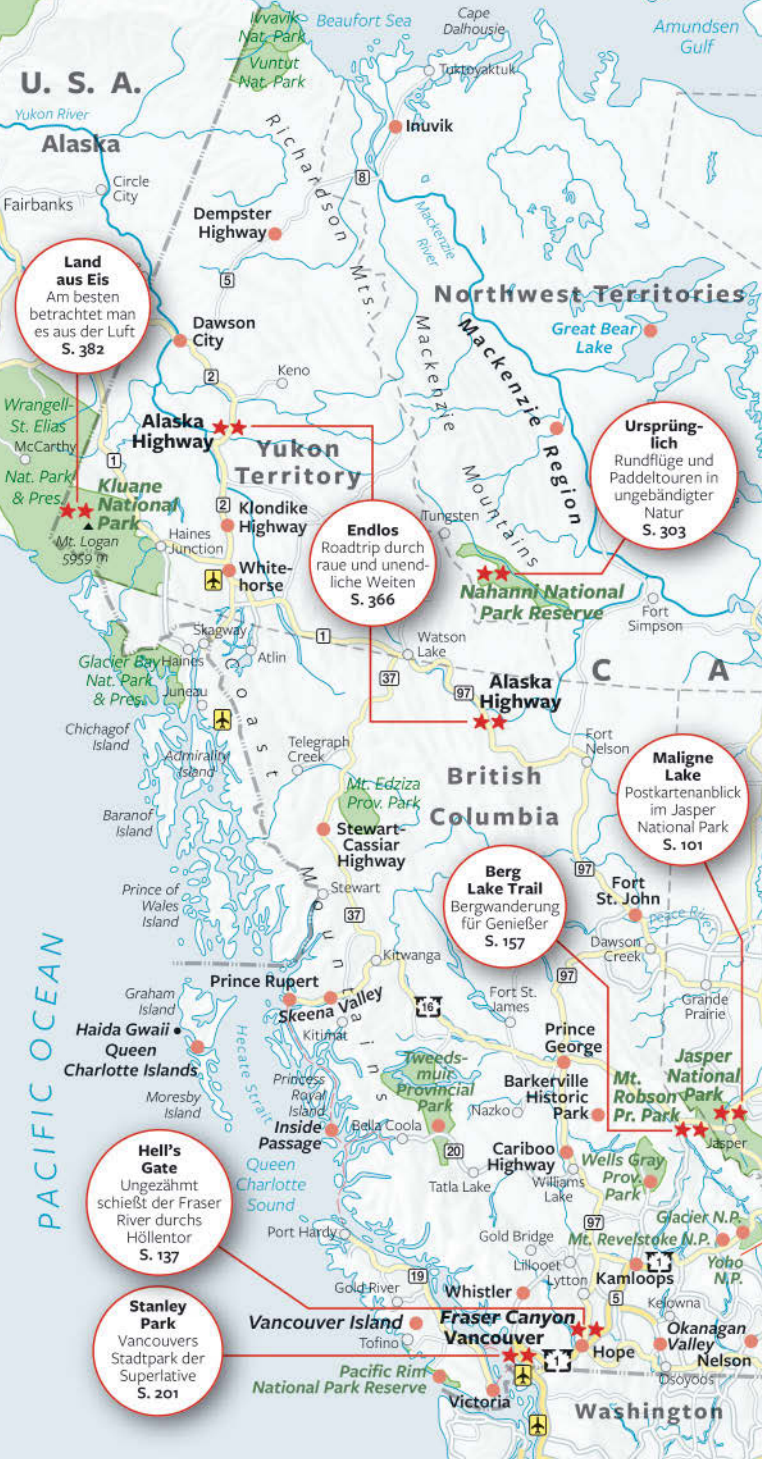 Ivvavik
Nat. Park
Beaufort Sea
Cape
Dalhousie
Amundsen
Gulf
Vuntut
Nat. Park
Tuktoyaktuk
U. S. A.
Yukon River
Alaska
Inuvik
Richardson Mts.
8
Circle
City
Fairbanks
Dempster
Highway
Mackenzie
River
5
Land
aus Eis
Am besten
betrachtet man
es aus der Luft
S. 382
Northwest Territories
Great Bear
Lake
Dawson
City
Mackenzie Region
Mackenzie Mountains
2
Keno
Wrangell-
St. Elias
McCarthy
Nat. Park
& Pres.
Alaska
Highway
Yukon
Territory
1
Ursprüng-
lich
Rundflüge und
Paddeltouren in
ungebändigter
Natur
S. 303
Kluane
National
Park
Mt. Logan
5959 m
2
Klondike
Highway
Haines
Junction
White-
horse
Endlos
Roadtrip durch
raue und unend-
liche Weiten
S. 366
Tungsten
Nahanni National
Park Reserve
Fort
Simpson
Skagway
1
Watson
Lake
Glacier Bay
Nat. Park
& Pres.
Haines
Atlin
Juneau
37
97
Alaska
Highway
C A
Coast Mountains
Chichagof
Island
Admirality
Island
Telegraph
Creek
Fort
Nelson
Mt. Edziza
Prov. Park
British
Columbia
Maligne
Lake
Postkartenanblick
im Jasper
National Park
S. 101
Baranof
Island
Stewart-
Cassiar
Highway
Berg
Lake Trail
Bergwanderung
für Genießer
S. 157
97
Fort
St. John
Prince of
Wales
Island
Stewart
37
Peace Riv.
Dawson
Creek
Kitwanga
97
PACIFIC OCEAN
Prince Rupert
Skeena Valley
16
Fort St.
James
Grande
Prairie
Graham
Island
Haida Gwaii
Queen
Charlotte Islands
Kitimat
Hecate Strait
Prince
George
Moresby
Island
Princess
Royal
Island
Tweeds-
muir
Provincial
Park
Barkerville
Historic
Park
Mt.
Robson
Pr. Park
Jasper
National
Park
Nazko
Inside
Passage
Bella Coola
Jasper
20
Cariboo
Highway
Hell's
Gate
Ungezähmt
schießt der Fraser
River durchs
Höllentor
S. 137
Queen
Charlotte
Sound
Tatla Lake
Williams
Lake
Wells Gray
Prov.
Park
97
Glacier N.P.
Port Hardy
Gold Bridge
Mt. Revelstoke N.P.
Lillooet
1
Yoho
N.P.
19
Gold River
Whistler
Lytton
Kamloops
5
Kelowna
Stanley
Park
Vancouvers
Stadtpark der
Superlative
S. 201
Vancouver Island
Fraser Canyon
Vancouver
Tofino
1
Hope
Okanagan
Valley
Nelson
Pacific Rim
National Park Reserve
Osoyoos
Victoria
Washington